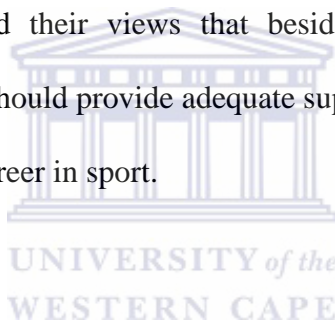 d their views that besid
hould provide adequate sup
reer in sport.
UNIVERSITY of the
WESTERN CAPE